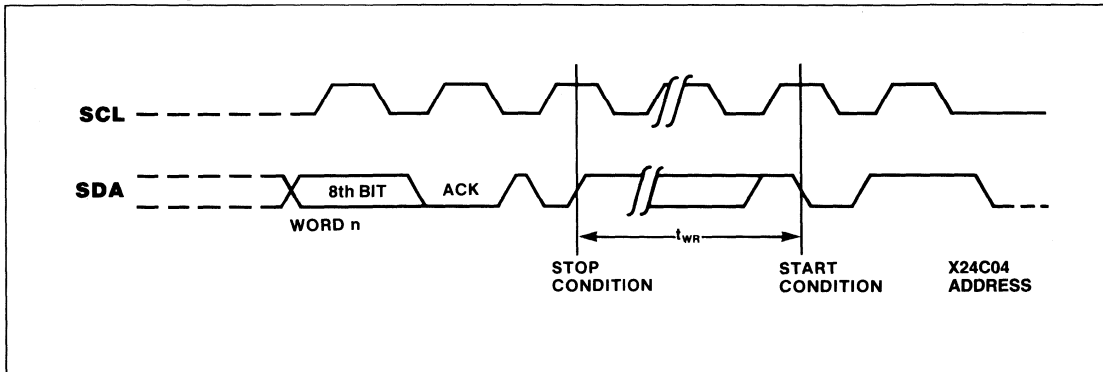 SCL
SDA
8th BIT
ACK
WORD n
tWR
STOP
CONDITION
START
CONDITION
X24C04
ADDRESS